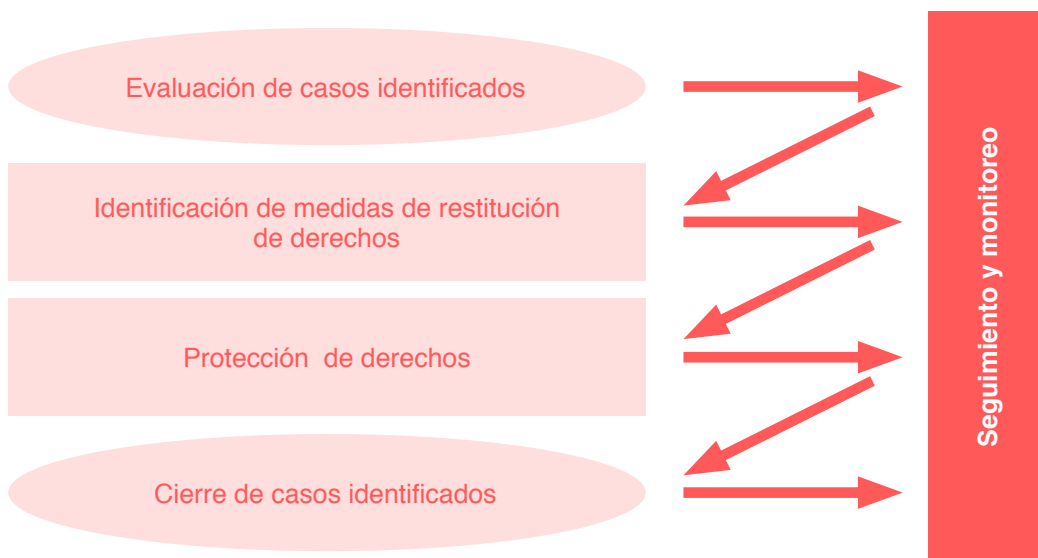 Evaluación de casos identificados
Identificación de medidas de restitución
de derechos
Protección de derechos
Cierre de casos identificados
Seguimiento y monitoreo